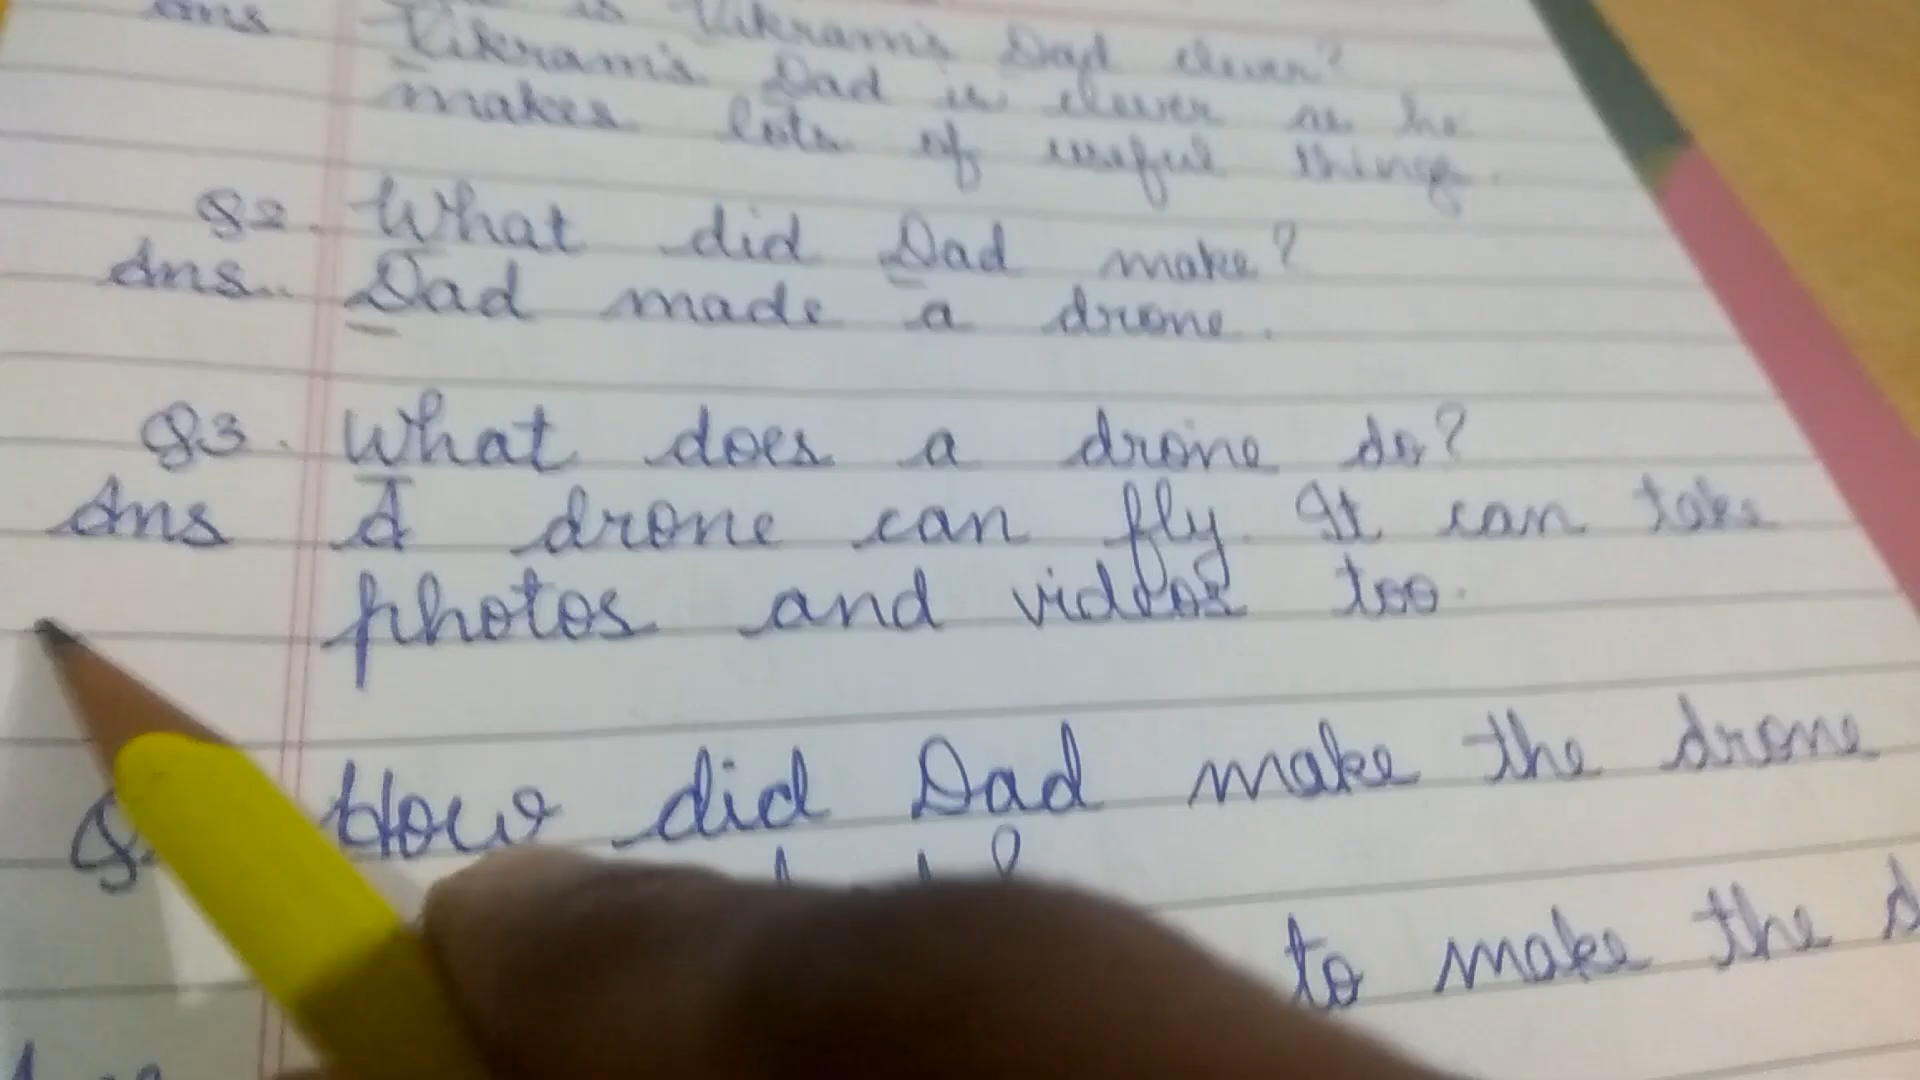 is Vikram's Dad clever?
Ans Vikram's Dad is clever as he
makes lots of useful things.
Q2. What did Dad make?
Ans. Dad made a drone.
Q3. What does a drone do?
Ans A drone can fly. It can take
photos and videos too.
Q How did Dad make the drone
to make the